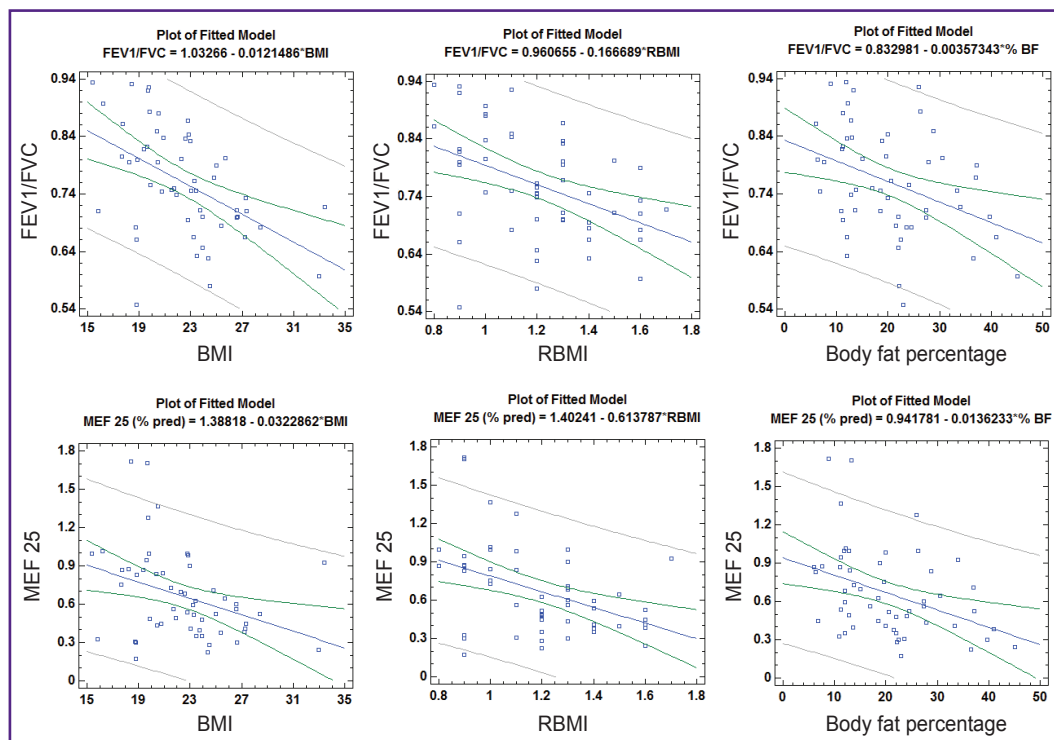 Plot of Fitted Model
FEV1/FVC = 1.03266 - 0.0121486*BMI
FEV1/FVC
0.94
0.84
0.74
0.64
0.54
15 19 23 27 31 35
BMI
Plot of Fitted Model
FEV1/FVC = 0.960655 - 0.166689*RBMI
FEV1/FVC
0.94
0.84
0.74
0.64
0.54
0.8 1 1.2 1.4 1.6 1.8
RBMI
Plot of Fitted Model
FEV1/FVC = 0.832981 - 0.00357343*% BF
FEV1/FVC
0.94
0.84
0.74
0.64
0.54
0 10 20 30 40 50
Body fat percentage
Plot of Fitted Model
MEF 25 (% pred) = 1.38818 - 0.0322862*BMI
MEF 25
1.8
1.5
1.2
0.9
0.6
0.3
0
15 19 23 27 31 35
BMI
Plot of Fitted Model
MEF 25 (% pred) = 1.40241 - 0.613787*RBMI
MEF 25
1.8
1.5
1.2
0.9
0.6
0.3
0
0.8 1 1.2 1.4 1.6 1.8
RBMI
Plot of Fitted Model
MEF 25 (% pred) = 0.941781 - 0.0136233*% BF
MEF 25
1.8
1.5
1.2
0.9
0.6
0.3
0
0 10 20 30 40 50
Body fat percentage